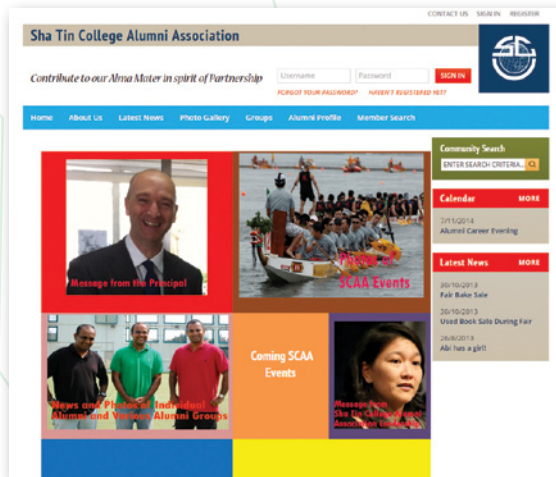 CONTACT US SIGN IN REGISTER
Sha Tin College Alumni Association
Contribute to our Alma Mater in spirit of Partnership
Username Password SIGN IN
FORGOT YOUR PASSWORD? HAVEN'T REGISTERED YET?
Home About Us Latest News Photo Gallery Groups Alumni Profile Member Search
Message from the Principal
Photos of
SCAA Events
News and Photos of Individual
Alumni and Various Alumni Groups
Coming SCAA
Events
Message from
Sha Tin College Alumni
Association Leadership
Community Search
ENTER SEARCH CRITERIA...
Calendar MORE
7/11/2014
Alumni Career Evening
Latest News MORE
30/10/2013
Fair Bake Sale
30/10/2013
Used Book Sale During Fair
26/8/2013
Abi has a girl!